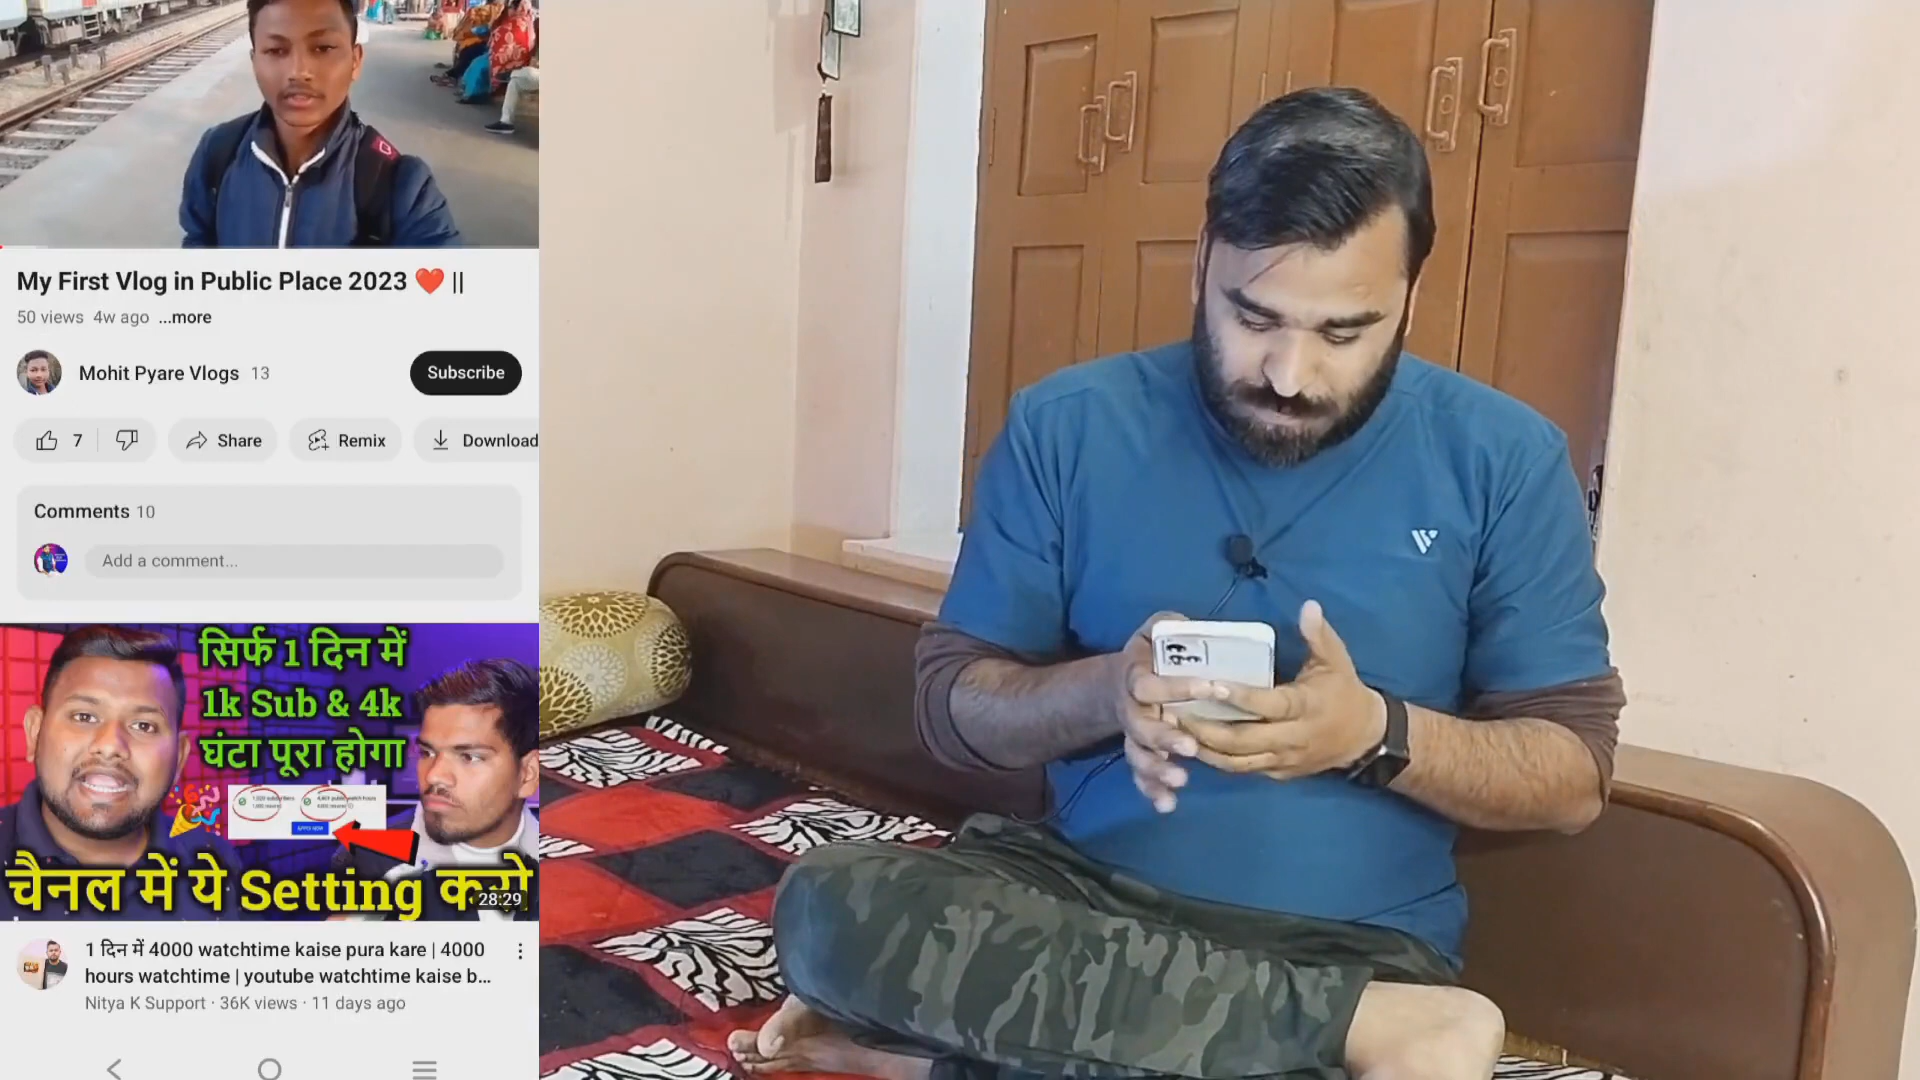 My First Vlog in Public Place 2023 ❤️ ||
50 views 4w ago ...more
Mohit Pyare Vlogs 13
Subscribe
7
Share
Remix
Download
Comments 10
Add a comment...
सिर्फ 1 दिन में
1k Sub & 4k
घंटा पूरा होगा
चैनल में ये Setting करो
28:29
1 दिन में 4000 watchtime kaise pura kare | 4000
hours watchtime | youtube watchtime kaise b...
Nitya K Support · 36K views · 11 days ago